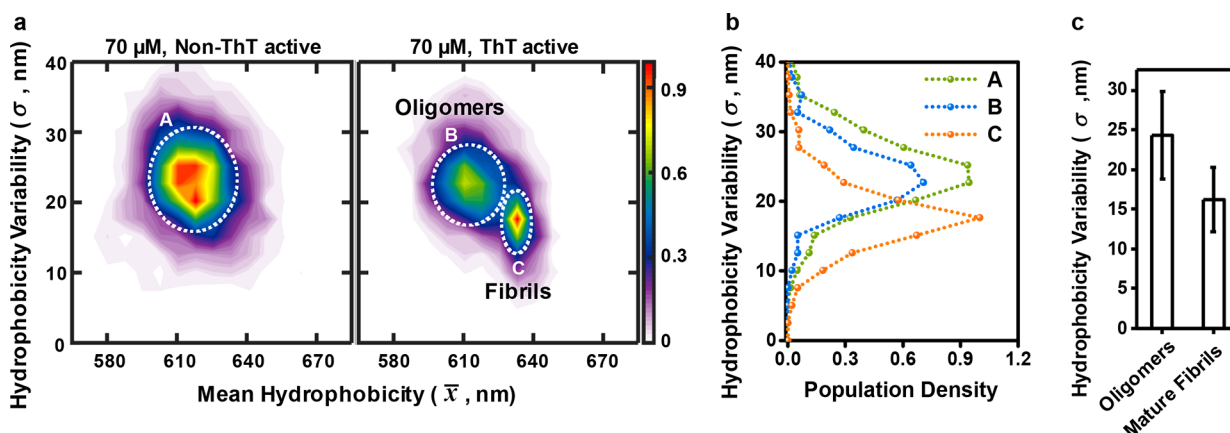 a
70 µM, Non-ThT active
70 µM, ThT active
Hydrophobicity Variability ( σ , nm)
40
30
20
10
0
A
Oligomers
B
C
Fibrils
580
610
640
670
580
610
640
670
Mean Hydrophobicity ( x̅ , nm)
0.9
0.6
0.3
0
b
Hydrophobicity Variability ( σ, nm)
40
30
20
10
0
A
B
C
0.0
0.3
0.6
0.9
1.2
Population Density
c
Hydrophobicity Variability ( σ ,nm)
30
25
20
15
10
5
0
Oligomers
Mature Fibrils